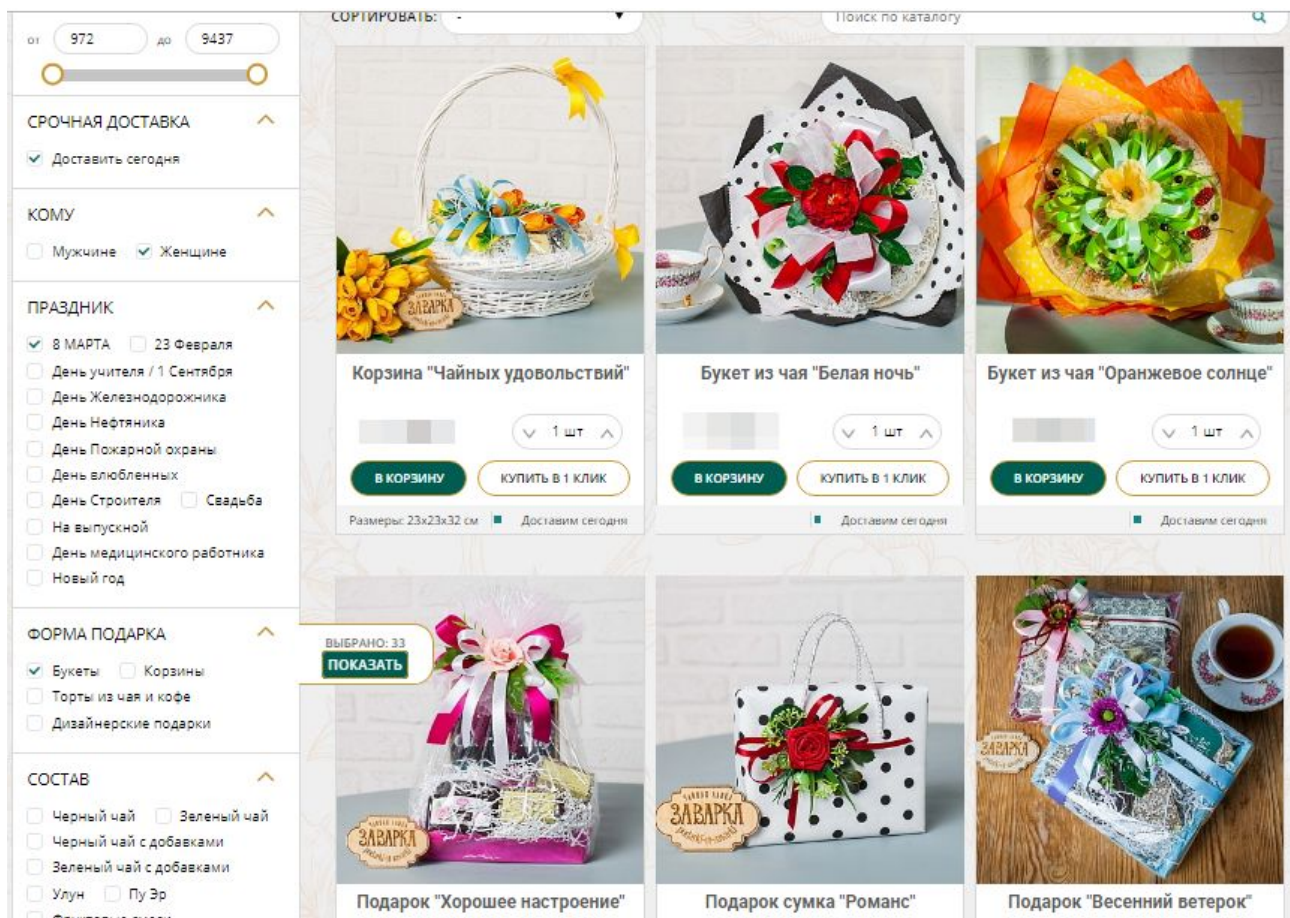 СОРТИРОВАТЬ: -
Поиск по каталогу
от 972 до 9437
СРОЧНАЯ ДОСТАВКА
Доставить сегодня
КОМУ
Мужчине Женщине
ПРАЗДНИК
8 МАРТА 23 Февраля
День учителя / 1 Сентября
День Железнодорожника
День Нефтяника
День Пожарной охраны
День влюбленных
День Строителя Свадьба
На выпускной
День медицинского работника
Новый год
ФОРМА ПОДАРКА
Букеты Корзины
Торты из чая и кофе
Дизайнерские подарки
СОСТАВ
Черный чай Зеленый чай
Черный чай с добавками
Зеленый чай с добавками
Улун Пу Эр
ВЫБРАНО: 33
ПОКАЗАТЬ
ЗАВАРКА
Корзина "Чайных удовольствий"
1 шт
В КОРЗИНУ КУПИТЬ В 1 КЛИК
Размеры: 23x23x32 см Доставим сегодня
Букет из чая "Белая ночь"
1 шт
В КОРЗИНУ КУПИТЬ В 1 КЛИК
Доставим сегодня
Букет из чая "Оранжевое солнце"
1 шт
В КОРЗИНУ КУПИТЬ В 1 КЛИК
Доставим сегодня
ЗАВАРКА
Подарок "Хорошее настроение"
ЗАВАРКА
Подарок сумка "Романс"
ЗАВАРКА
Подарок "Весенний ветерок"